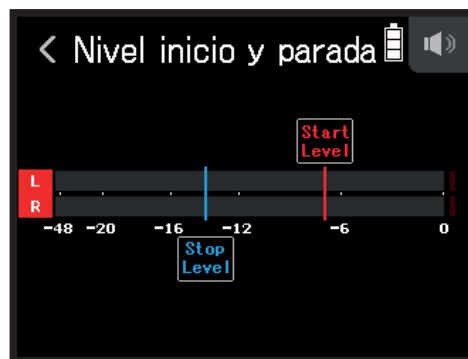 Nivel inicio y parada
Start
Level
L
R
-48 -20 -16 -12 -6 0
Stop
Level